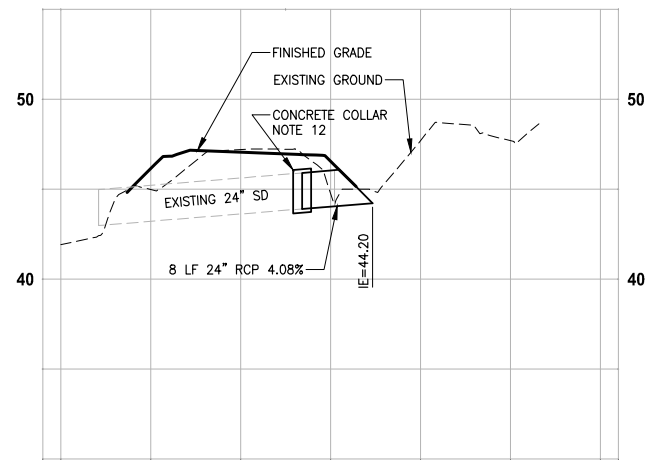 FINISHED GRADE
EXISTING GROUND
50
50
CONCRETE COLLAR
NOTE 12
EXISTING 24" SD
8 LF 24" RCP 4.08%
IE=44.20
40
40